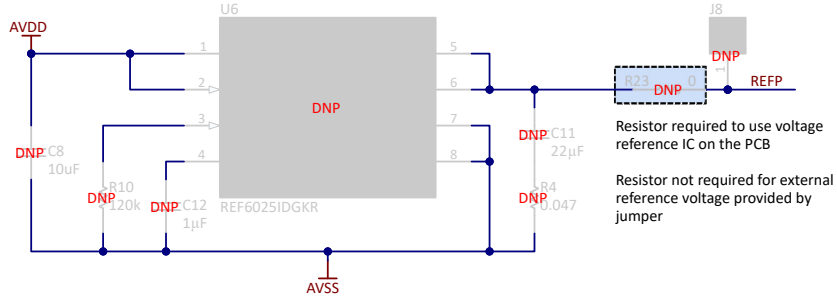 U6
J8
AVDD
1
5
DNP
1
2
6
R23
0
DNP
REFP
DNP
3
7
DNP
C11
22µF
Resistor required to use voltage
reference IC on the PCB
DNP
C8
10uF
4
8
DNP
R10
120k
DNP
C12
1µF
DNP
R4
0.047
Resistor not required for external
reference voltage provided by
jumper
REF6025IDGKR
AVSS